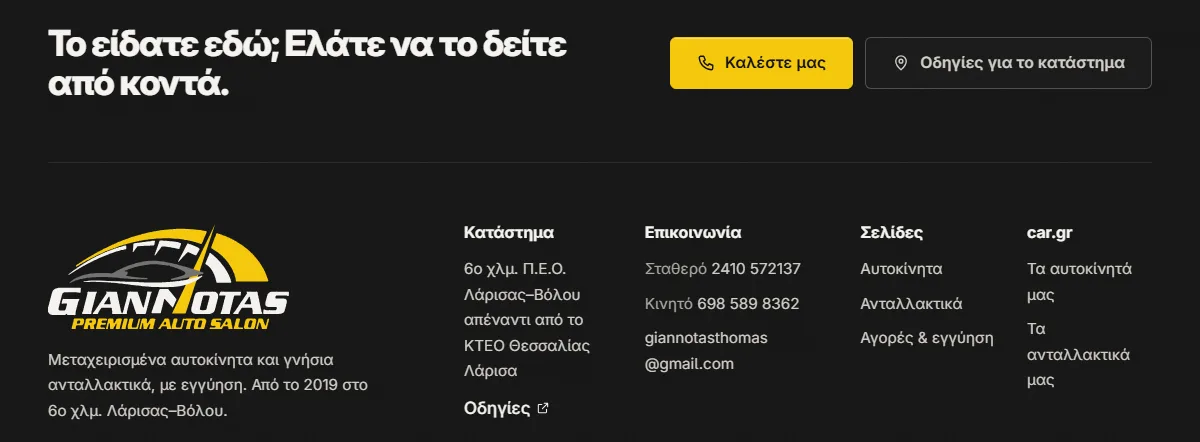 Το είδατε εδώ; Ελάτε να το δείτε
από κοντά.
Καλέστε μας
Οδηγίες για το κατάστημα
GIANNOTAS
PREMIUM AUTO SALON
Μεταχειρισμένα αυτοκίνητα και γνήσια
ανταλλακτικά, με εγγύηση. Από το 2019 στο
6ο χλμ. Λάρισας–Βόλου.
Κατάστημα
6ο χλμ. Π.Ε.Ο.
Λάρισας–Βόλου
απέναντι από το
ΚΤΕΟ Θεσσαλίας
Λάρισα
Οδηγίες
Επικοινωνία
Σταθερό 2410 572137
Κινητό 698 589 8362
giannotasthomas
@gmail.com
Σελίδες
Αυτοκίνητα
Ανταλλακτικά
Αγορές & εγγύηση
car.gr
Τα αυτοκίνητά
μας
Τα
ανταλλακτικά
μας